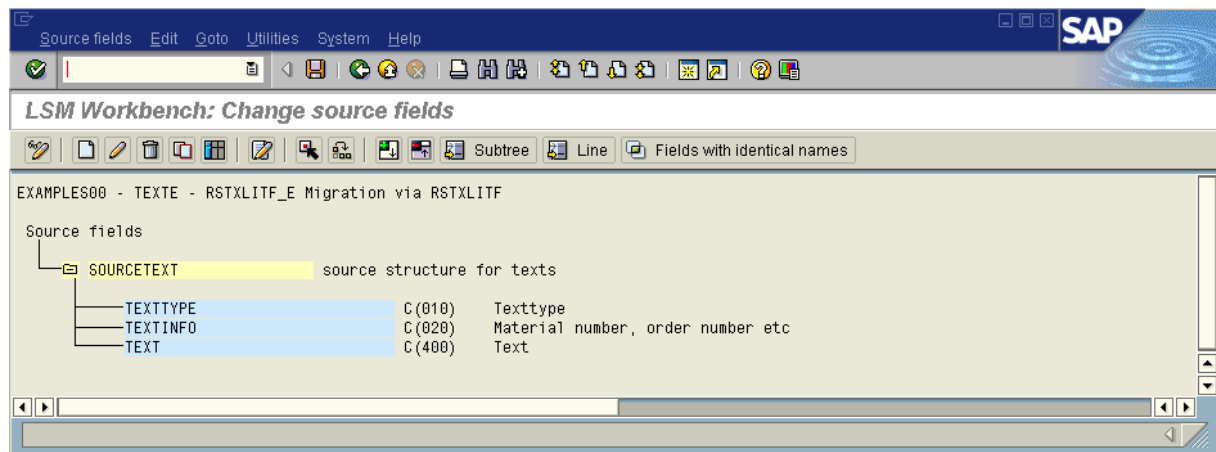 Source fields Edit Goto Utilities System Help
SAP
LSM Workbench: Change source fields
Subtree Line Fields with identical names
EXAMPLES00 - TEXTE - RSTXLITF_E Migration via RSTXLITF
Source fields
SOURCETEXT source structure for texts
TEXTTYPE C(010) Texttype
TEXTINFO C(020) Material number, order number etc
TEXT C(400) Text